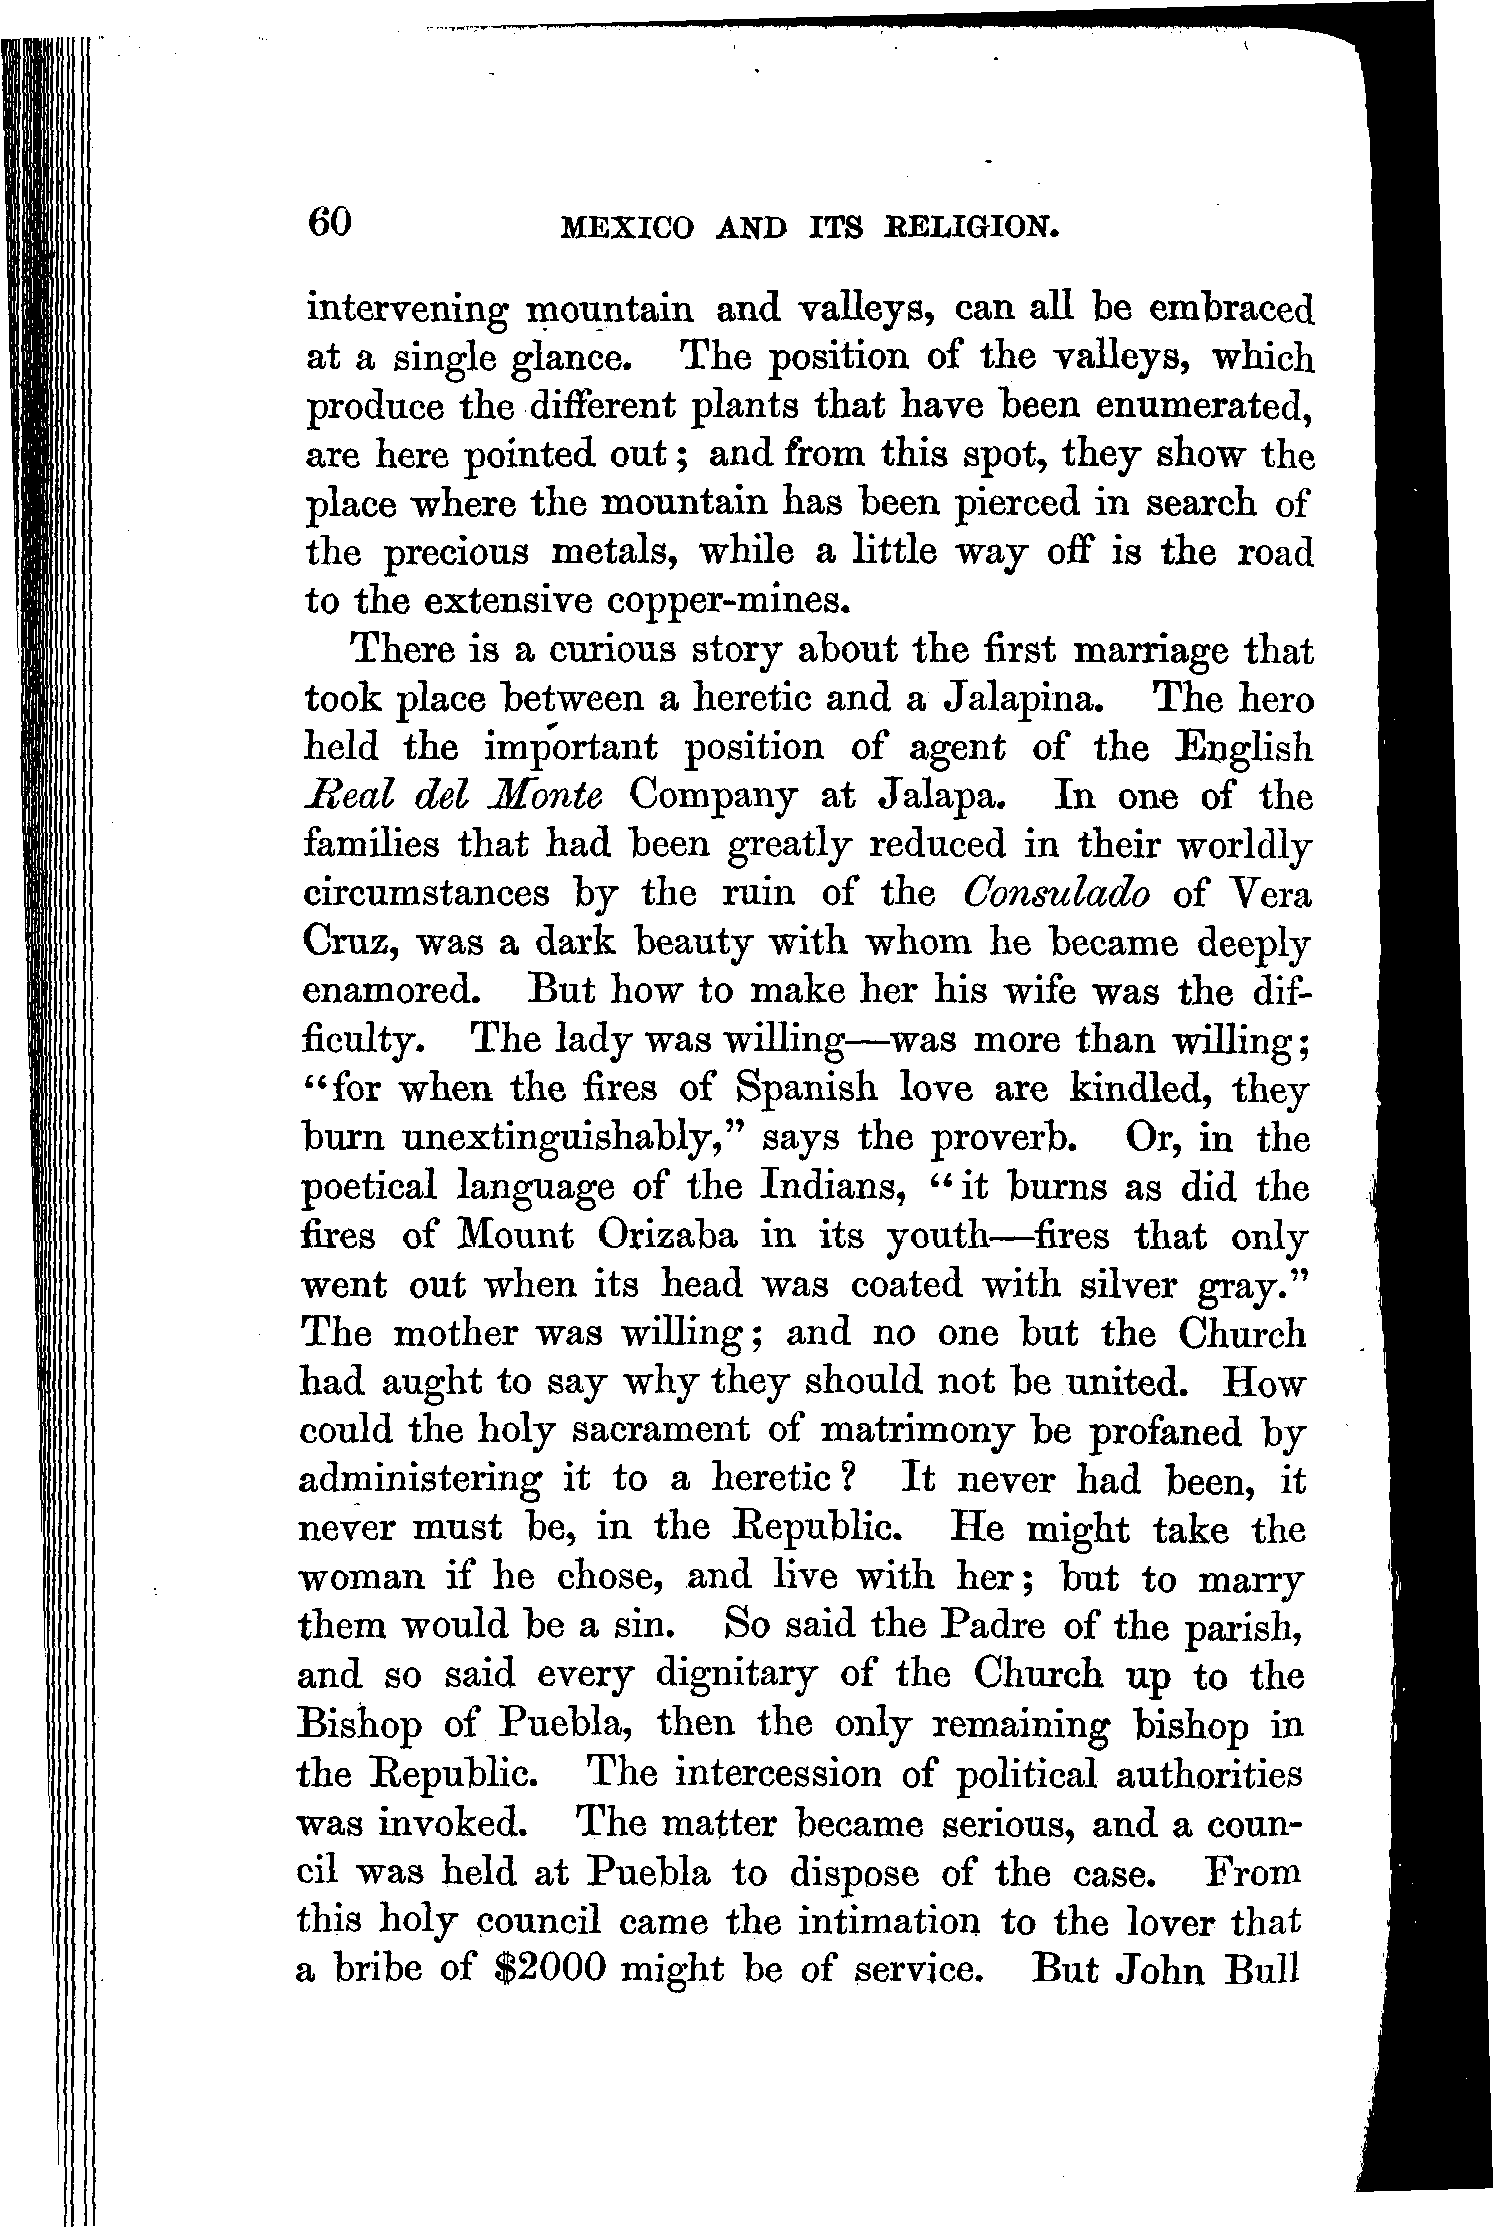 60 MEXICO AND ITS RELIGION.
intervening mountain and valleys, can all be embraced
at a single glance. The position of the valleys, which
produce the different plants that have been enumerated,
are here pointed out; and from this spot, they show the
place where the mountain has been pierced in search of
the precious metals, while a little way off is the road
to the extensive copper-mines.
There is a curious story about the first marriage that
took place between a heretic and a Jalapina. The hero
held the important position of agent of the English
Real del Monte Company at Jalapa. In one of the
families that had been greatly reduced in their worldly
circumstances by the ruin of the Consulado of Vera
Cruz, was a dark beauty with whom he became deeply
enamored. But how to make her his wife was the dif-
ficulty. The lady was willing—was more than willing;
"for when the fires of Spanish love are kindled, they
burn unextinguishably," says the proverb. Or, in the
poetical language of the Indians, "it burns as did the
fires of Mount Orizaba in its youth—fires that only
went out when its head was coated with silver gray."
The mother was willing; and no one but the Church
had aught to say why they should not be united. How
could the holy sacrament of matrimony be profaned by
administering it to a heretic? It never had been, it
never must be, in the Republic. He might take the
woman if he chose, and live with her; but to marry
them would be a sin. So said the Padre of the parish,
and so said every dignitary of the Church up to the
Bishop of Puebla, then the only remaining bishop in
the Republic. The intercession of political authorities
was invoked. The matter became serious, and a coun-
cil was held at Puebla to dispose of the case. From
this holy council came the intimation to the lover that
a bribe of $2000 might be of service. But John Bull